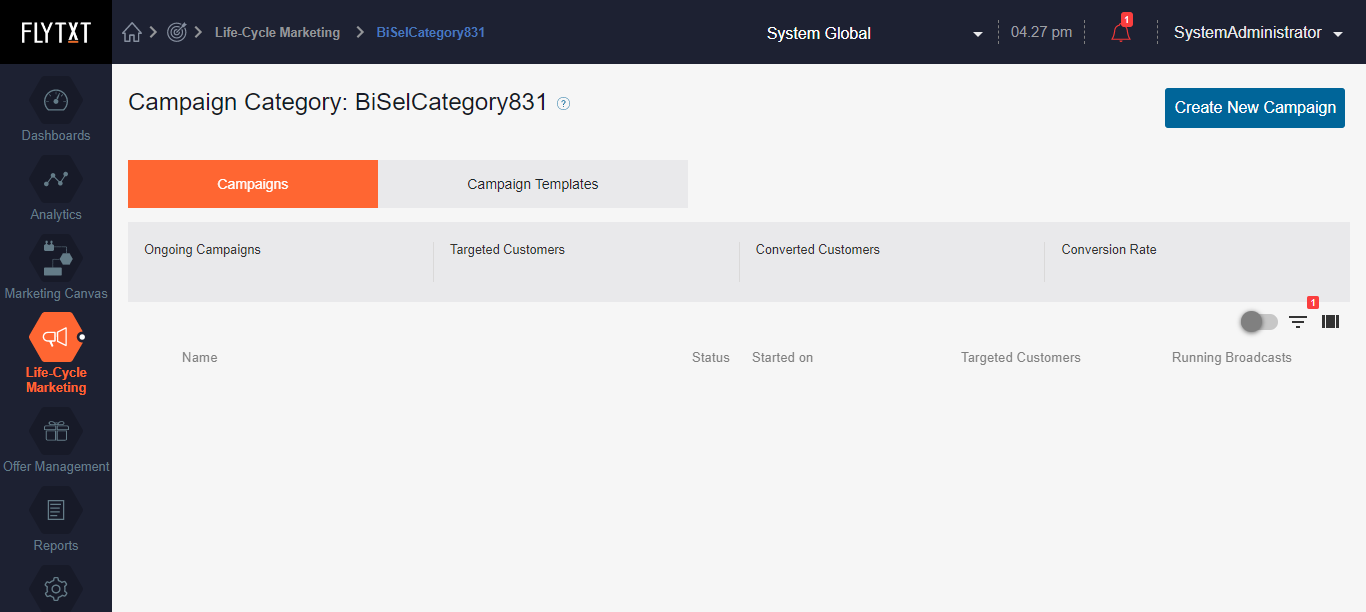 FLYTXT
Life-Cycle Marketing
BiSelCategory831
System Global
04.27 pm
1
SystemAdministrator
Dashboards
Analytics
Marketing Canvas
Life-Cycle
Marketing
Offer Management
Reports
Campaign Category: BiSelCategory831 ?
Create New Campaign
Campaigns
Campaign Templates
Ongoing Campaigns
Targeted Customers
Converted Customers
Conversion Rate
1
Name
Status
Started on
Targeted Customers
Running Broadcasts